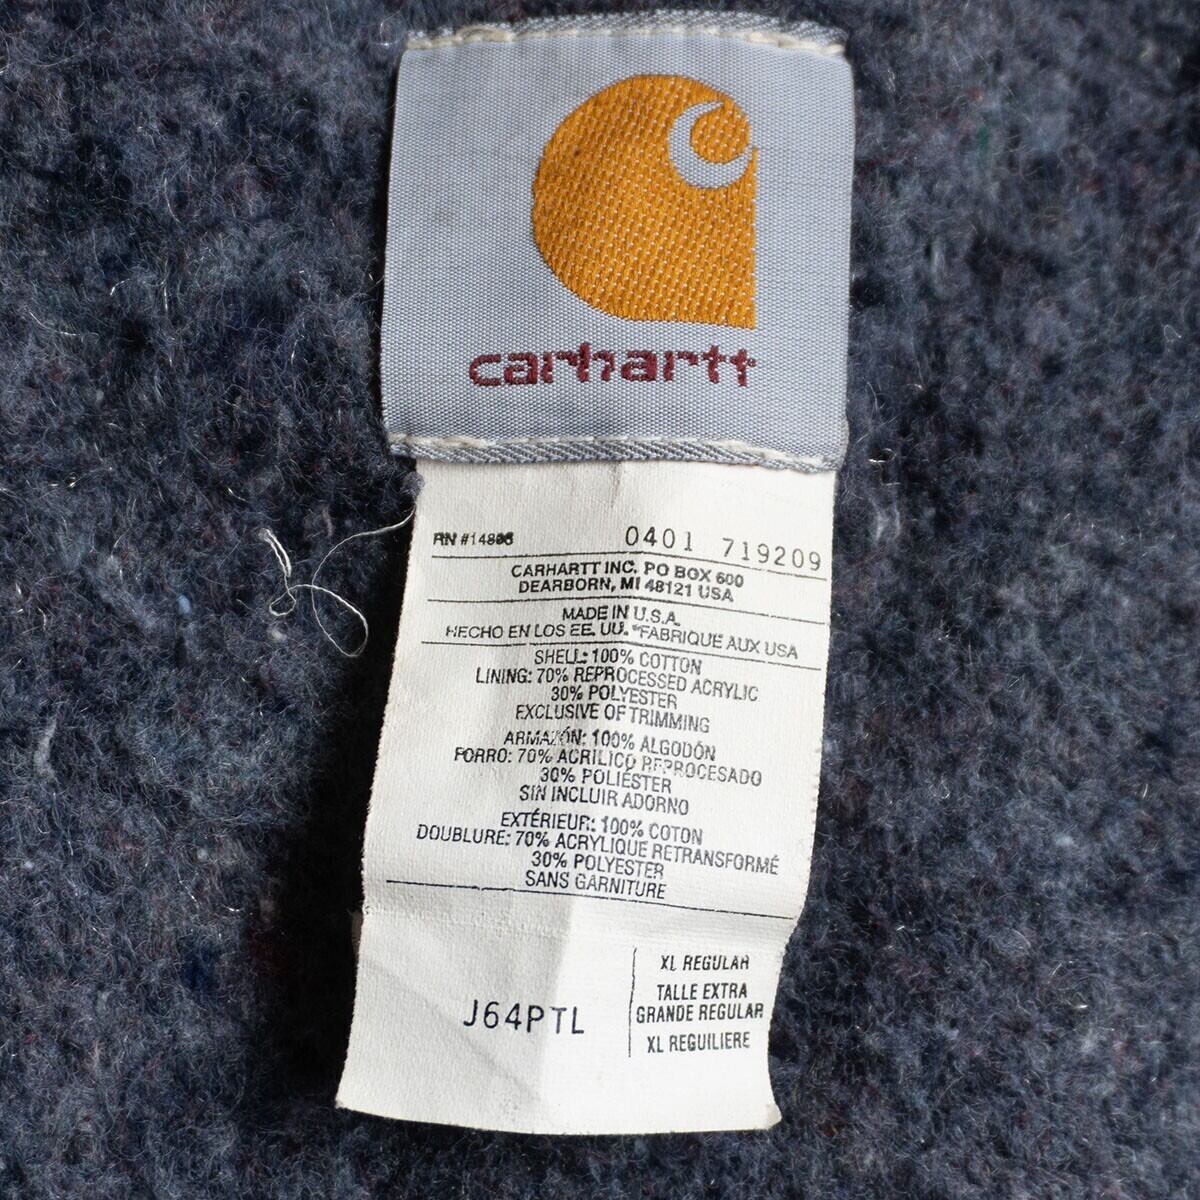 carhartt
RN #14806 0401 719209
CARHARTT INC. PO BOX 600
DEARBORN, MI 48121 USA
MADE IN U.S.A.
HECHO EN LOS EE. UU. *FABRIQUE AUX USA
SHELL: 100% COTTON
LINING: 70% REPROCESSED ACRYLIC
30% POLYESTER
EXCLUSIVE OF TRIMMING
ARMAZÓN: 100% ALGODÓN
FORRO: 70% ACRILICO REPROCESADO
30% POLIÉSTER
SIN INCLUIR ADORNO
EXTÉRIEUR: 100% COTON
DOUBLURE: 70% ACRYLIQUE RETRANSFORMÉ
30% POLYESTER
SANS GARNITURE
J64PTL
XL REGULAR
TALLE EXTRA
GRANDE REGULAR
XL REGUILIERE